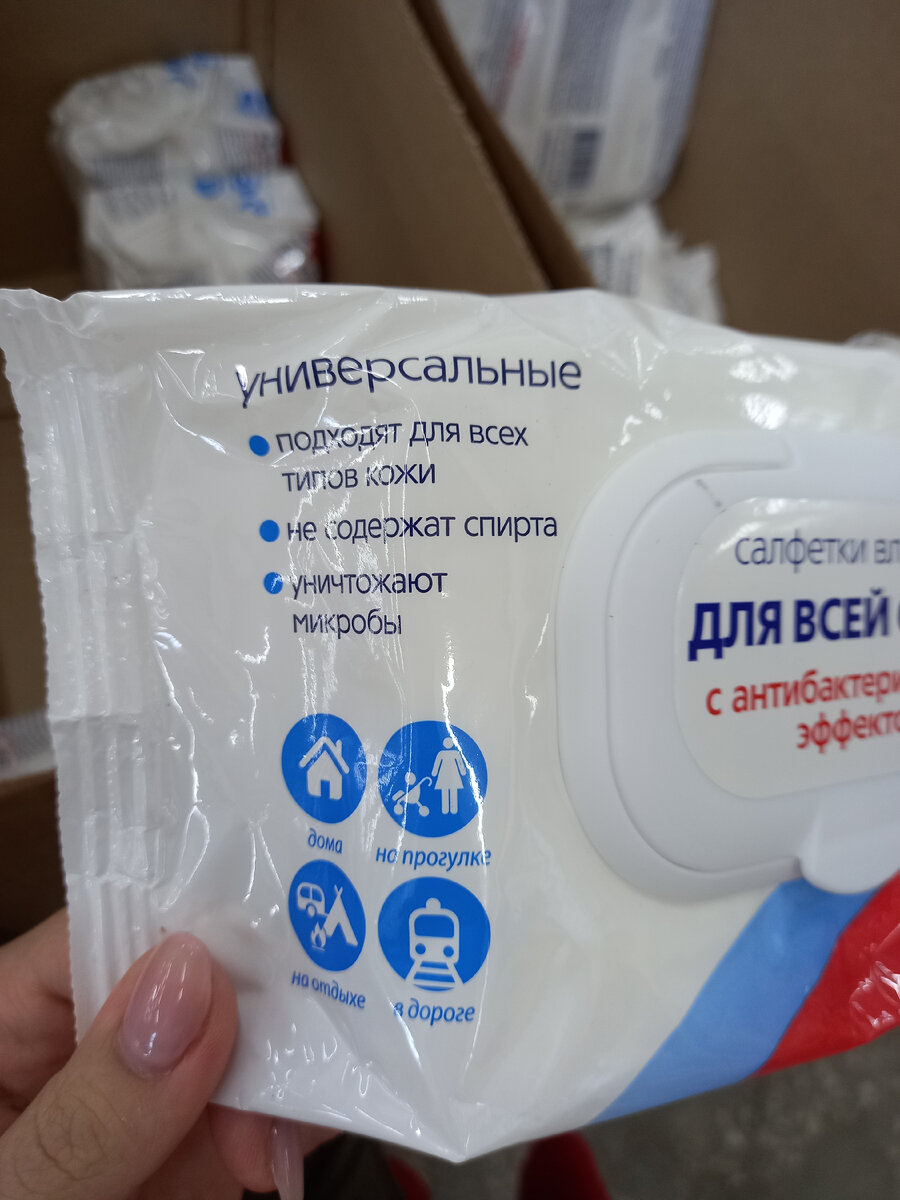 универсальные
подходят для всех
типов кожи
не содержат спирта
уничтожают
микробы
дома
на прогулке
на отдыхе
в дороге
салфетки вл
ДЛЯ ВСЕЙ
с антибактери
эффекто